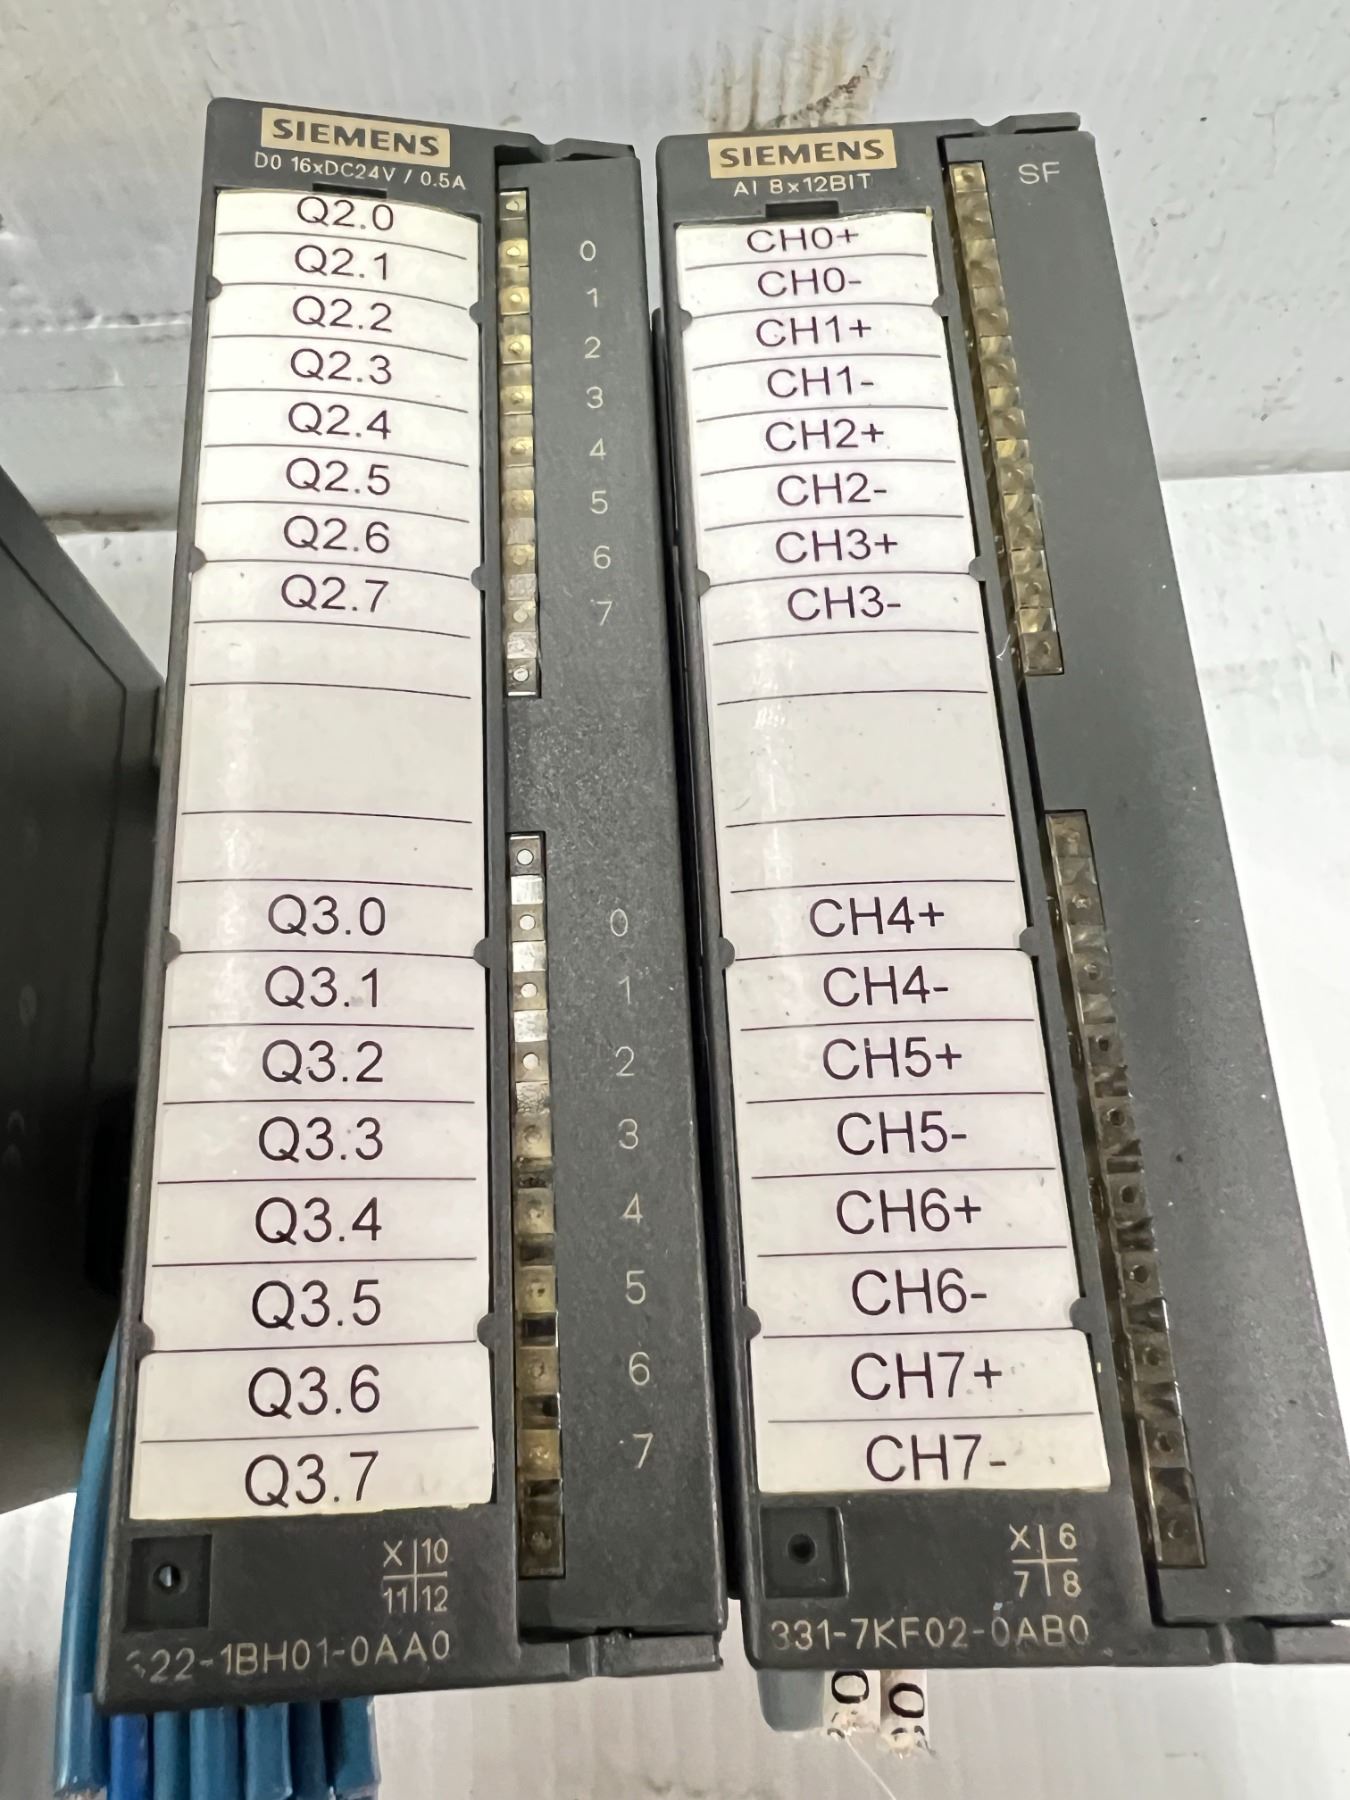 SIEMENS
DO 16xDC24V / 0.5A
Q2.0
Q2.1
Q2.2
Q2.3
Q2.4
Q2.5
Q2.6
Q2.7
Q3.0
Q3.1
Q3.2
Q3.3
Q3.4
Q3.5
Q3.6
Q3.7
0
1
2
3
4
5
6
7
0
1
2
3
4
5
6
7
X 10
11 12
322-1BH01-0AA0
SIEMENS
AI 8x12BIT
SF
CH0+
CH0-
CH1+
CH1-
CH2+
CH2-
CH3+
CH3-
CH4+
CH4-
CH5+
CH5-
CH6+
CH6-
CH7+
CH7-
X 6
7 8
331-7KF02-0AB0